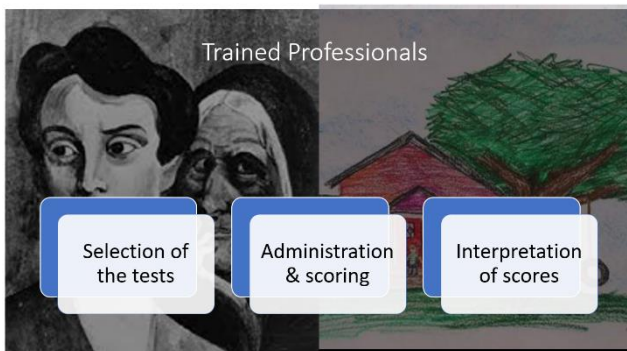 Trained Professionals
Selection of
the tests
Administration
& scoring
Interpretation
of scores